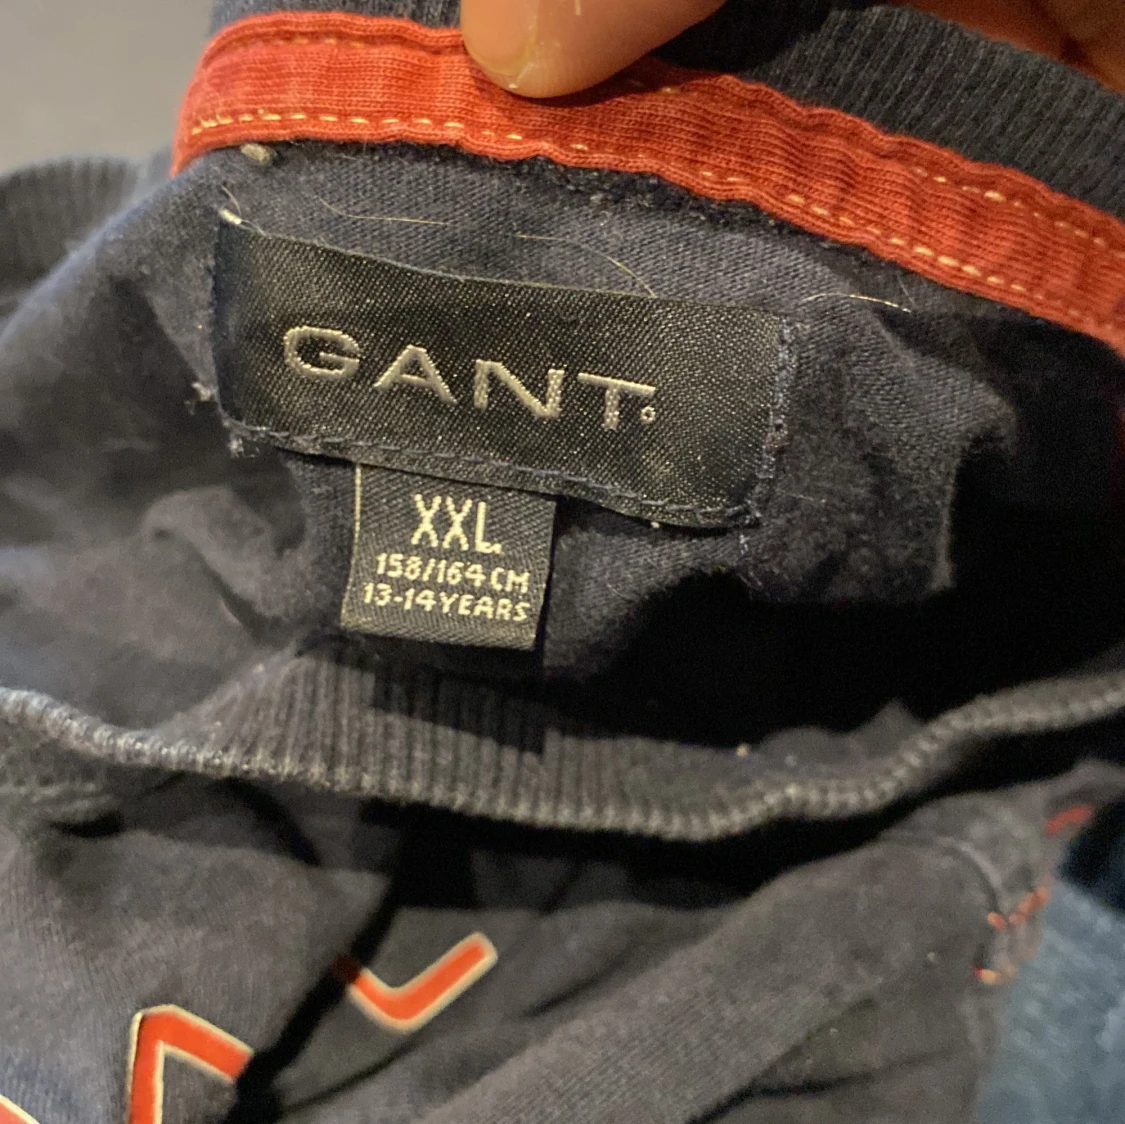 GANT
XXL
158/164 CM
13-14 YEARS